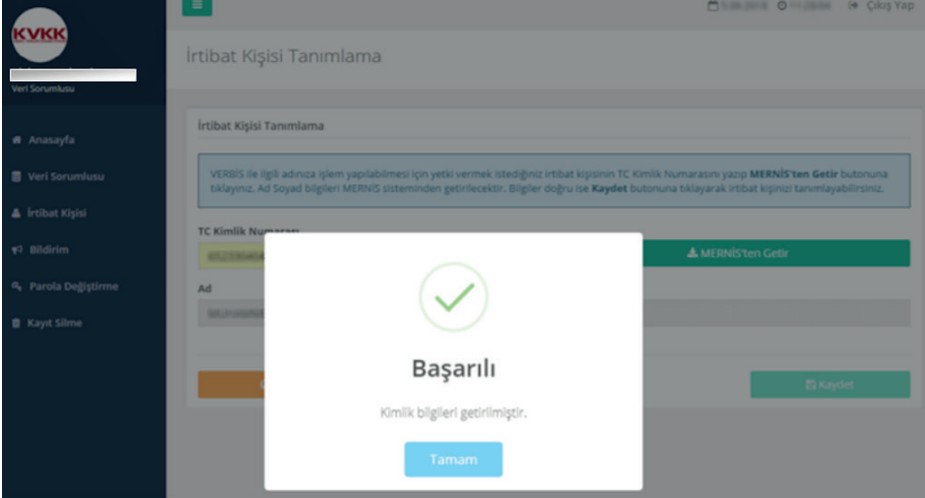 KVKK
Veri Sorumlusu
Anasayfa
Veri Sorumlusu
İrtibat Kişisi
Bildirim
Parola Değiştirme
Kayıt Silme
Çıkış Yap
İrtibat Kişisi Tanımlama
İrtibat Kişisi Tanımlama
VERBİS ile ilgili adınıza işlem yapılabilmesi için yetki vermek istediğiniz irtibat kişisinin TC Kimlik Numarasını yazıp MERNİS'ten Getir butonuna
tıklayınız. Ad Soyad bilgileri MERNİS sisteminden getirilecektir. Bilgiler doğru ise Kaydet butonuna tıklayarak irtibat kişinizi tanımlayabilirsiniz.
TC Kimlik Numarası
MERNİS'ten Getir
Ad
Kaydet
Başarılı
Kimlik bilgileri getirilmiştir.
Tamam